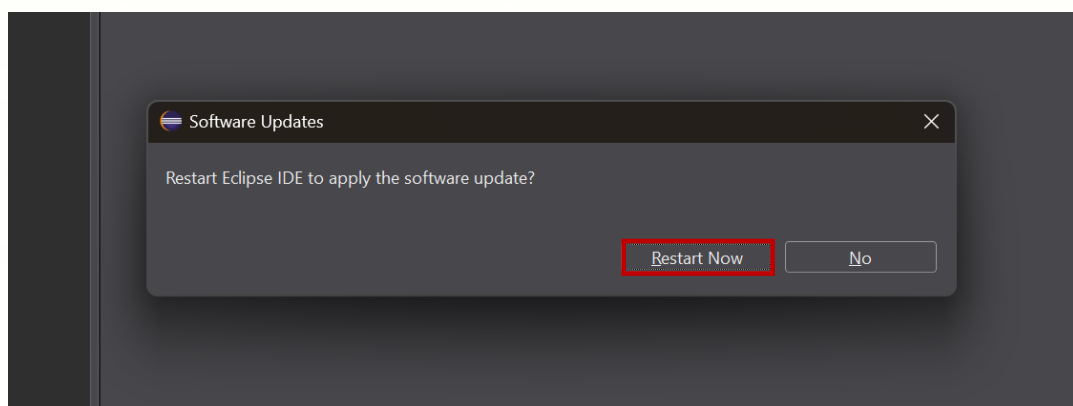 Software Updates
Restart Eclipse IDE to apply the software update?
Restart Now
No